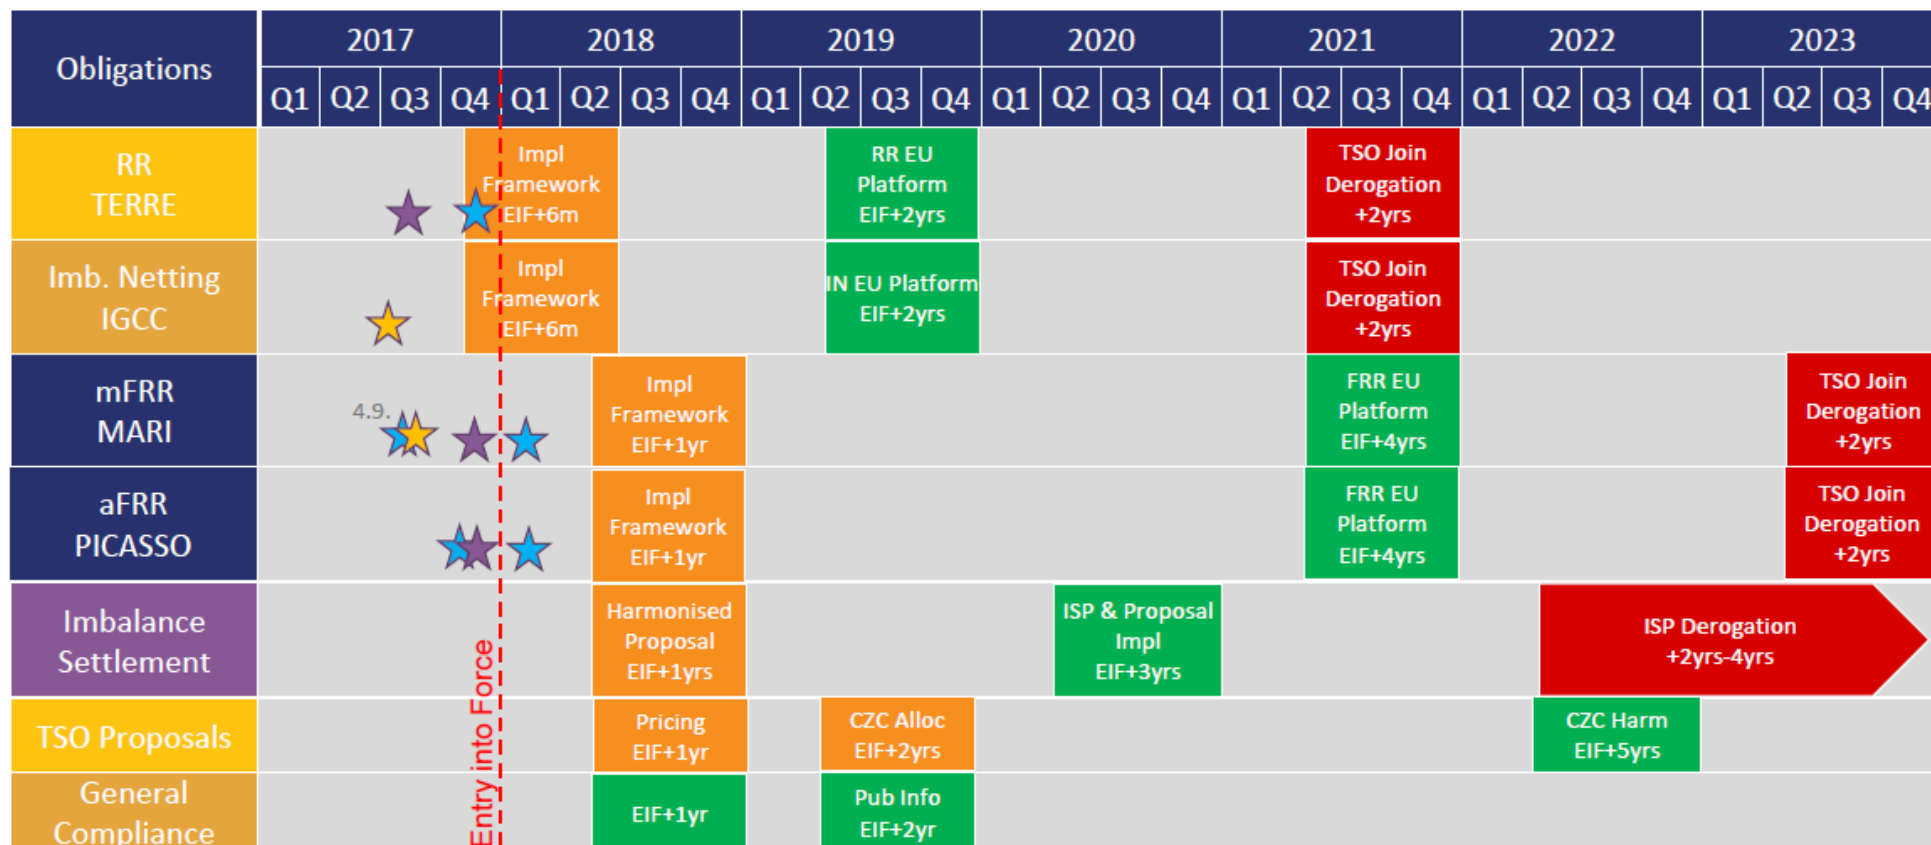 Obligations
2017 2018 2019 2020 2021 2022 2023
Q1 Q2 Q3 Q4 Q1 Q2 Q3 Q4 Q1 Q2 Q3 Q4 Q1 Q2 Q3 Q4 Q1 Q2 Q3 Q4 Q1 Q2 Q3 Q4 Q1 Q2 Q3 Q4
RR
TERRE
Impl
Framework
EIF+6m
RR EU
Platform
EIF+2yrs
TSO Join
Derogation
+2yrs
Imb. Netting
IGCC
Impl
Framework
EIF+6m
IN EU Platform
EIF+2yrs
TSO Join
Derogation
+2yrs
mFRR
MARI
4.9.
Impl
Framework
EIF+1yr
FRR EU
Platform
EIF+4yrs
TSO Join
Derogation
+2yrs
aFRR
PICASSO
Impl
Framework
EIF+1yr
FRR EU
Platform
EIF+4yrs
TSO Join
Derogation
+2yrs
Imbalance
Settlement
Harmonised
Proposal
EIF+1yrs
ISP & Proposal
Impl
EIF+3yrs
ISP Derogation
+2yrs-4yrs
TSO Proposals
Pricing
EIF+1yr
CZC Alloc
EIF+2yrs
CZC Harm
EIF+5yrs
General
Compliance
EIF+1yr
Pub Info
EIF+2yr
Entry into Force